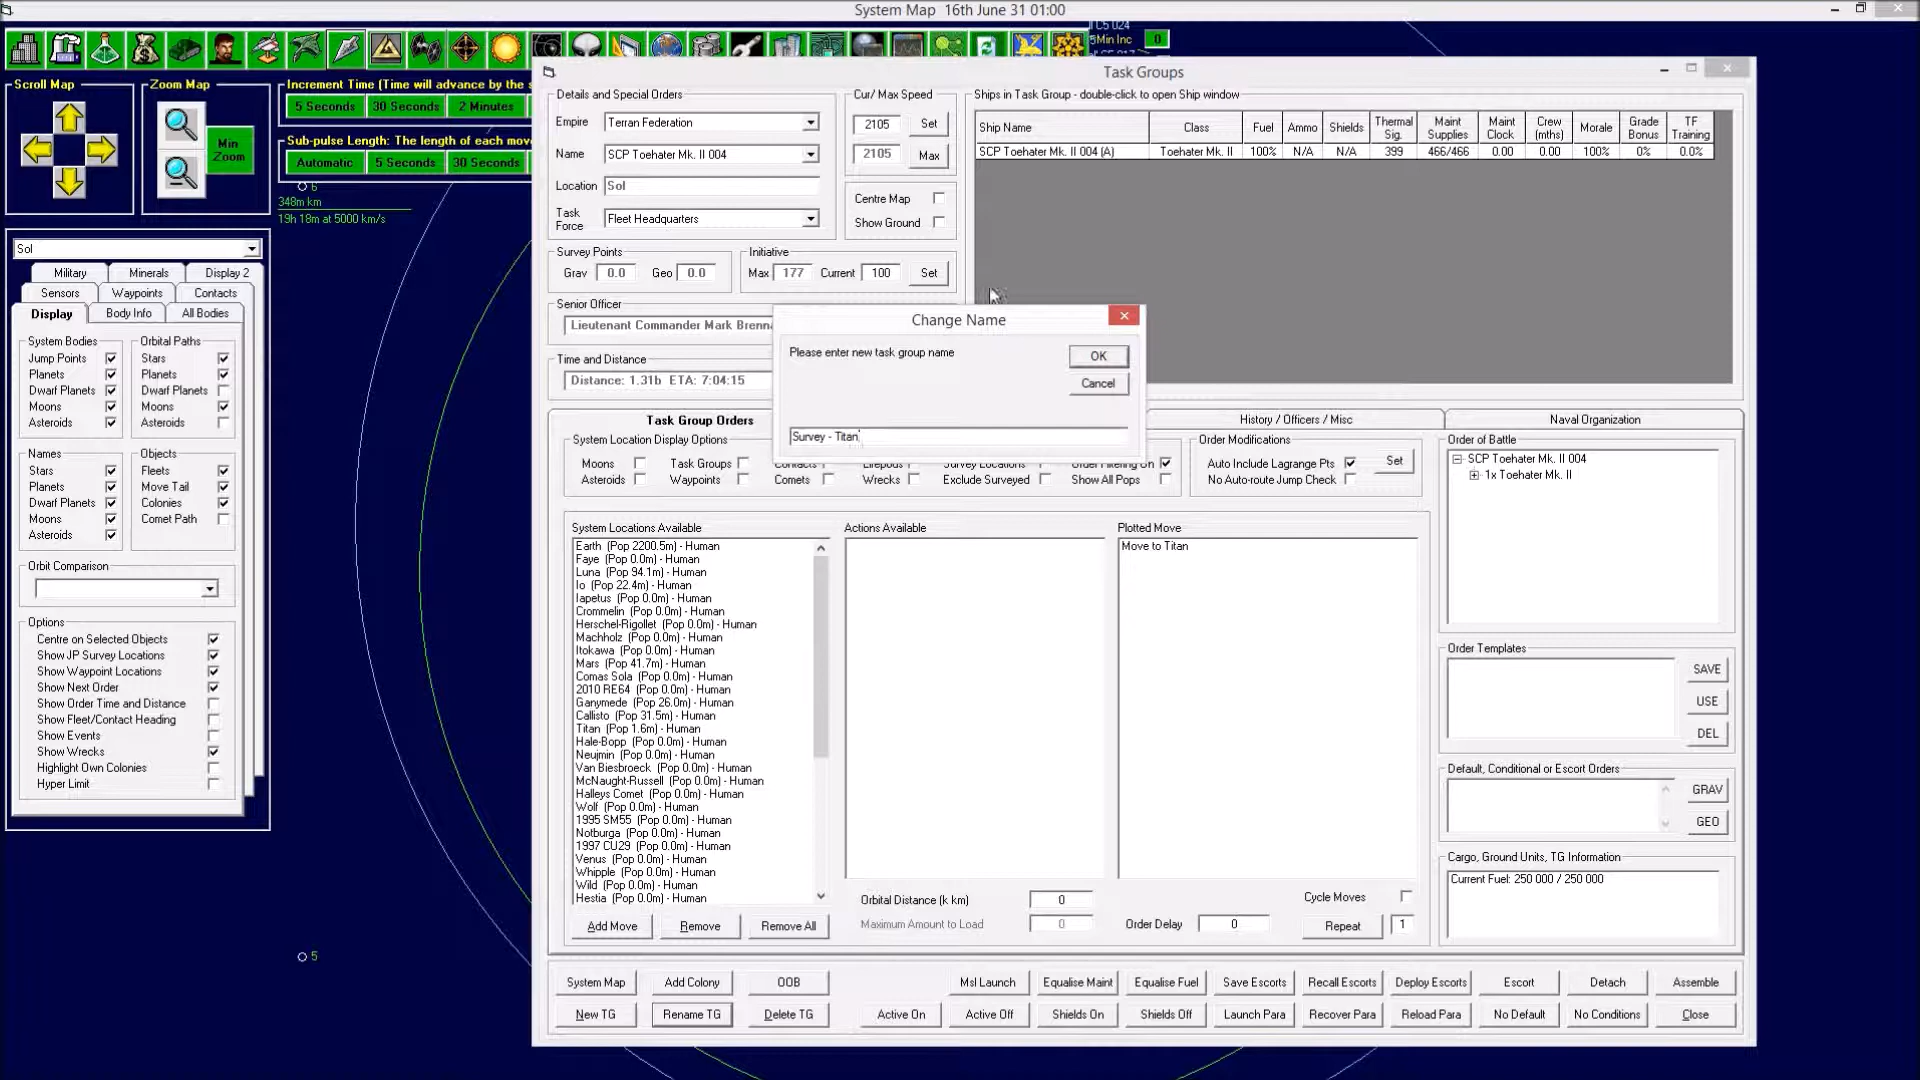 System Map 16th June 31 01:00
5Min Inc 0
Scroll Map
Zoom Map
Min Zoom
Increment Time (Time will advance by the s
5 Seconds 30 Seconds 2 Minutes
Sub-pulse Length: The length of each mov
Automatic 5 Seconds 30 Seconds
6
348m km
19h 18m at 5000 km/s
5
Sol
Military Minerals Display 2
Sensors Waypoints Contacts
Display Body Info All Bodies
System Bodies
Jump Points
Planets
Dwarf Planets
Moons
Asteroids
Orbital Paths
Stars
Planets
Dwarf Planets
Moons
Asteroids
Names
Stars
Planets
Dwarf Planets
Moons
Asteroids
Objects
Fleets
Move Tail
Colonies
Comet Path
Orbit Comparison
Options
Centre on Selected Objects
Show JP Survey Locations
Show Waypoint Locations
Show Next Order
Show Order Time and Distance
Show Fleet/Contact Heading
Show Events
Show Wrecks
Highlight Own Colonies
Hyper Limit
Task Groups
Details and Special Orders
Empire Terran Federation
Name SCP Toehater Mk. II 004
Location Sol
Task Force Fleet Headquarters
Cur/ Max Speed
2105 Set
2105 Max
Centre Map
Show Ground
Survey Points
Grav 0.0 Geo 0.0
Initiative
Max 177 Current 100 Set
Senior Officer
Lieutenant Commander Mark Brenna
Time and Distance
Distance: 1.31b ETA: 7:04:15
Ships in Task Group - double-click to open Ship window
Ship Name Class Fuel Ammo Shields Thermal Sig. Maint Supplies Maint Clock Crew (mths) Morale Grade Bonus TF Training
SCP Toehater Mk. II 004 (A) Toehater Mk. II 100% N/A N/A 399 466/466 0.00 0.00 100% 0% 0.0%
Change Name
Please enter new task group name
OK
Cancel
Survey - Titan
Task Group Orders
History / Officers / Misc
Naval Organization
System Location Display Options
Moons Task Groups Contacts Lifepods Survey Locations Order Filtering On
Asteroids Waypoints Comets Wrecks Exclude Surveyed Show All Pops
Order Modifications
Auto Include Lagrange Pts Set
No Auto-route Jump Check
Order of Battle
SCP Toehater Mk. II 004
1x Toehater Mk. II
System Locations Available
Earth (Pop 2200.5m) - Human
Faye (Pop 0.0m) - Human
Luna (Pop 94.1m) - Human
Io (Pop 22.4m) - Human
Iapetus (Pop 0.0m) - Human
Crommelin (Pop 0.0m) - Human
Herschel-Rigollet (Pop 0.0m) - Human
Machholz (Pop 0.0m) - Human
Itokawa (Pop 0.0m) - Human
Mars (Pop 41.7m) - Human
Comas Sola (Pop 0.0m) - Human
2010 RE64 (Pop 0.0m) - Human
Ganymede (Pop 26.0m) - Human
Callisto (Pop 31.5m) - Human
Titan (Pop 1.6m) - Human
Hale-Bopp (Pop 0.0m) - Human
Neujmin (Pop 0.0m) - Human
Van Biesbroeck (Pop 0.0m) - Human
McNaught-Russell (Pop 0.0m) - Human
Halleys Comet (Pop 0.0m) - Human
Wolf (Pop 0.0m) - Human
1995 SM55 (Pop 0.0m) - Human
Notburga (Pop 0.0m) - Human
1997 CU29 (Pop 0.0m) - Human
Venus (Pop 0.0m) - Human
Whipple (Pop 0.0m) - Human
Wild (Pop 0.0m) - Human
Hestia (Pop 0.0m) - Human
Actions Available
Plotted Move
Move to Titan
Order Templates
SAVE
USE
DEL
Default, Conditional or Escort Orders
GRAV
GEO
Cargo, Ground Units, TG Information
Current Fuel: 250 000 / 250 000
Orbital Distance (k km) 0
Maximum Amount to Load 0
Cycle Moves
Order Delay 0
Repeat 1
Add Move Remove Remove All
System Map Add Colony OOB Msl Launch Equalise Maint Equalise Fuel Save Escorts Recall Escorts Deploy Escorts Escort Detach Assemble
New TG Rename TG Delete TG Active On Active Off Shields On Shields Off Launch Para Recover Para Reload Para No Default No Conditions Close